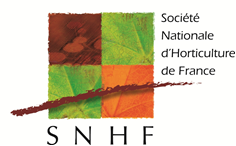 Société
Nationale
d'Horticulture
de France
SNHF